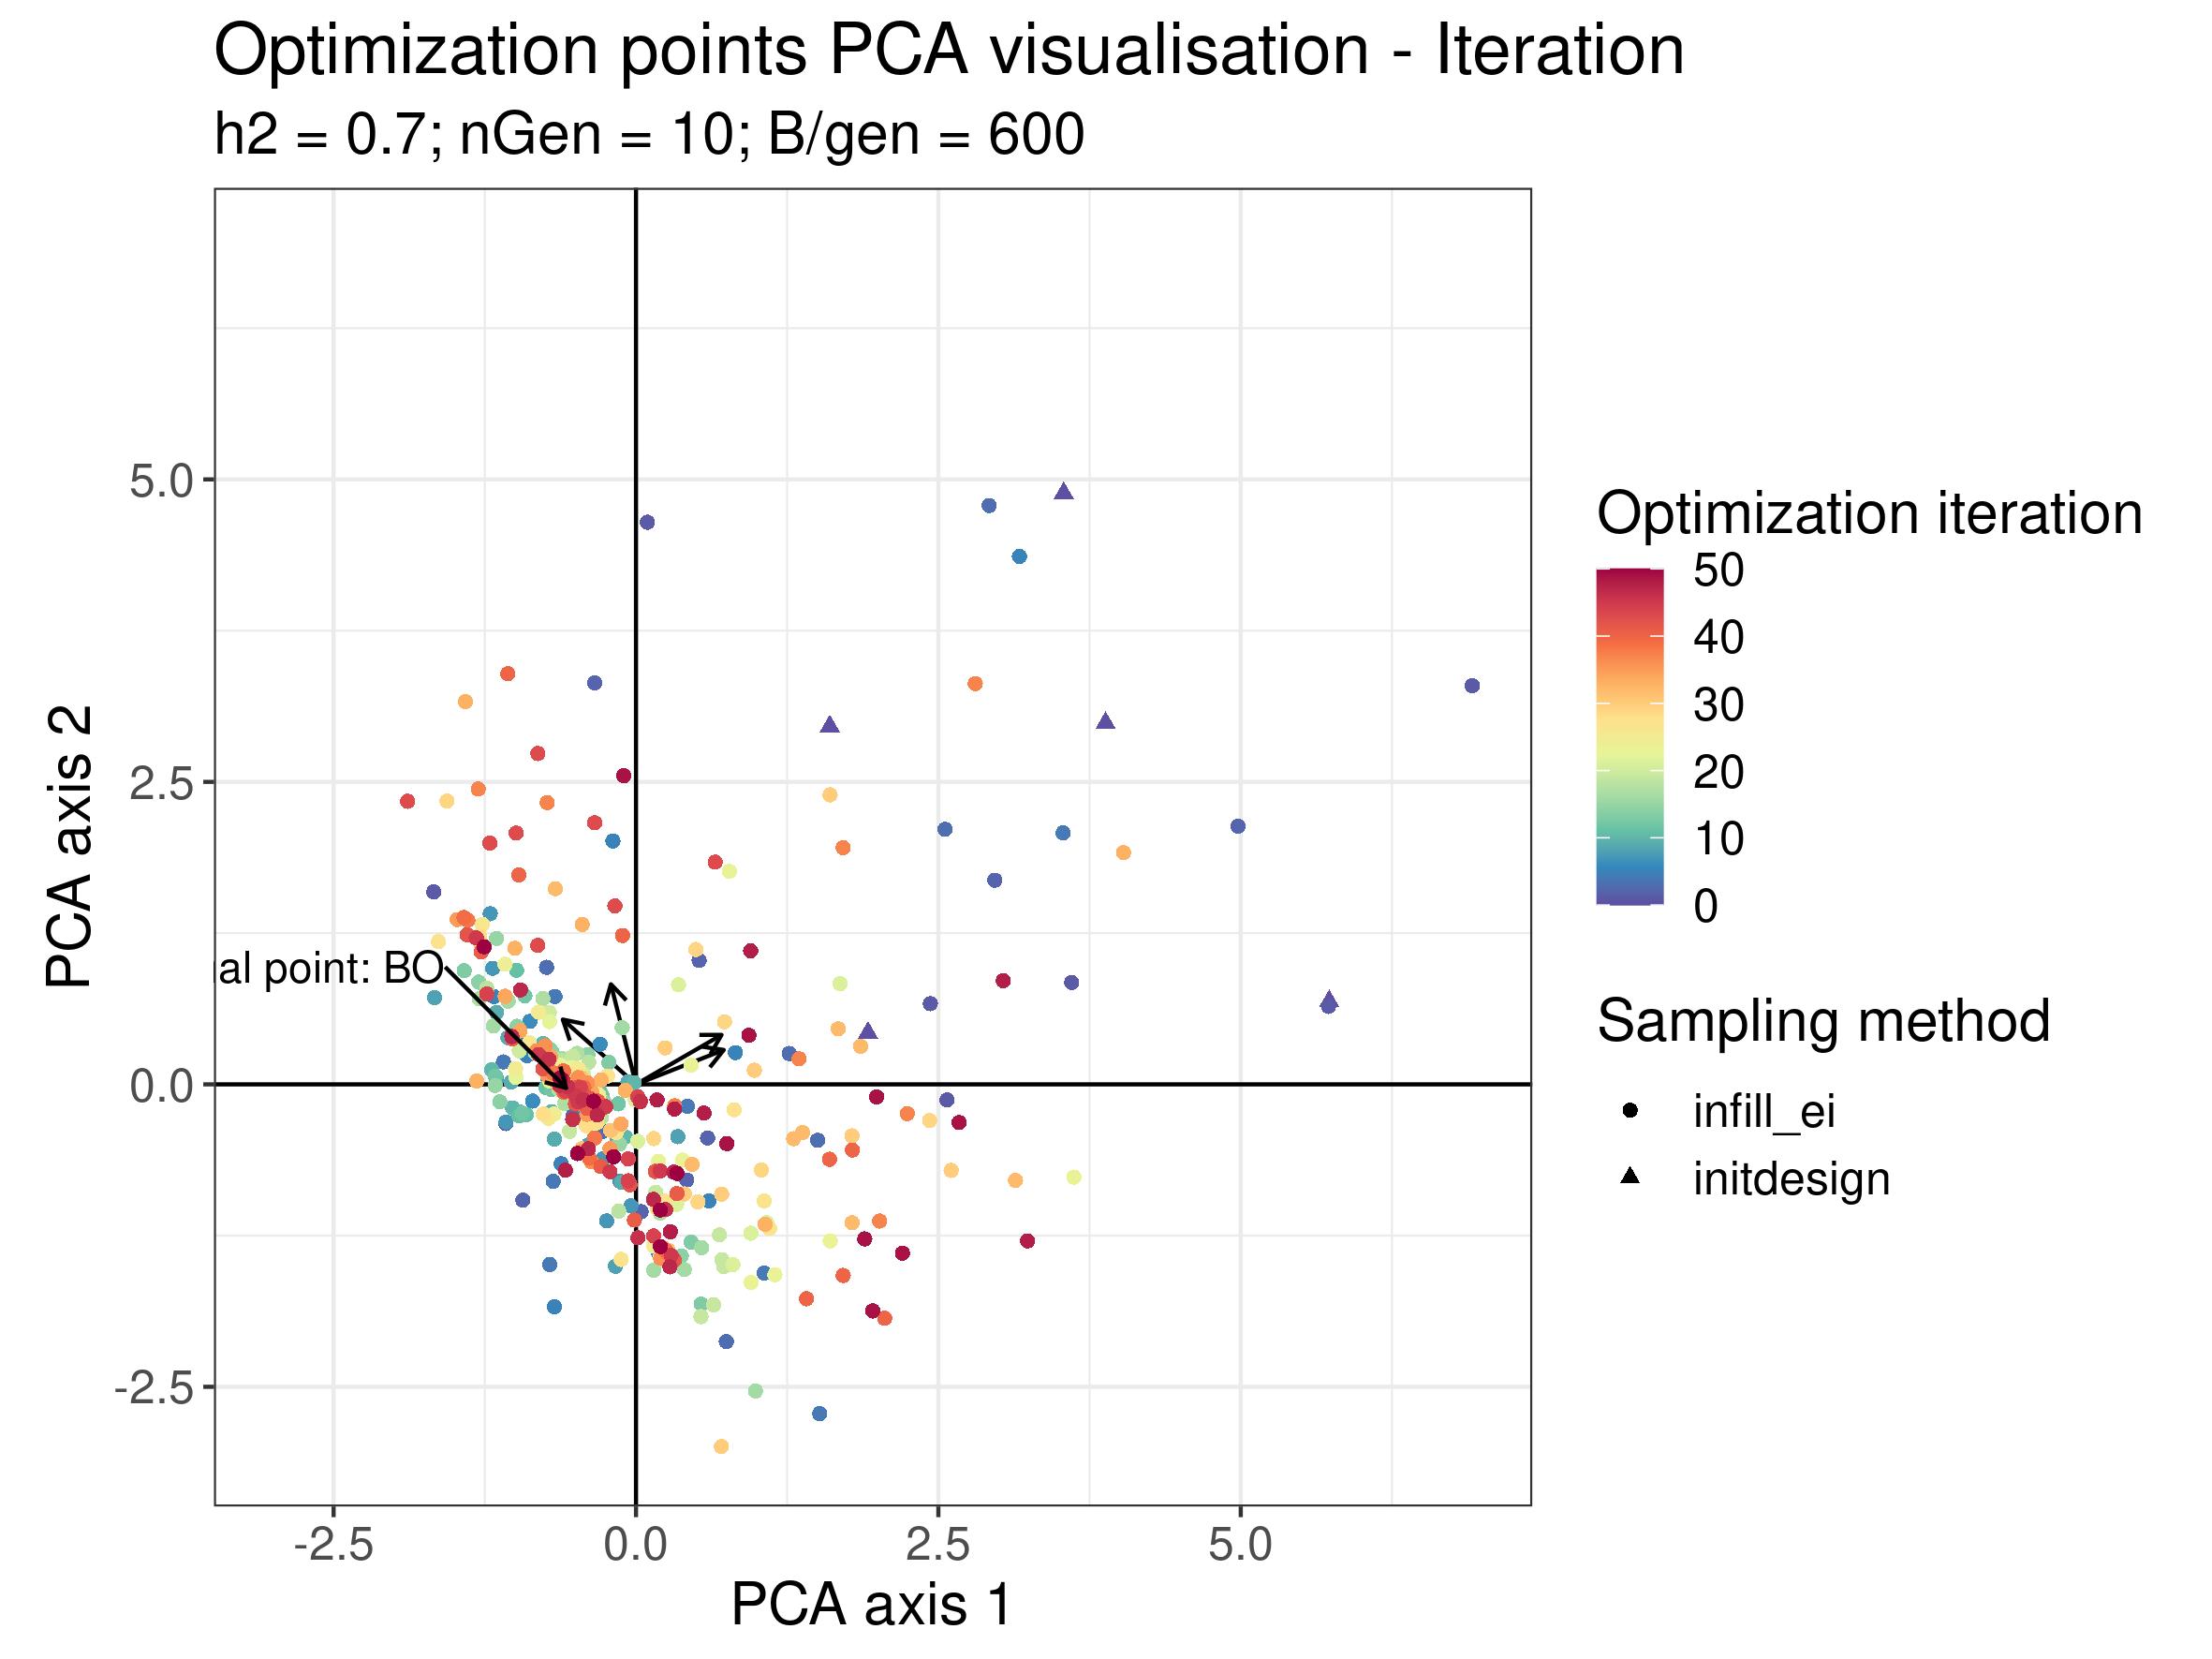 Optimization points PCA visualisation - Iteration
h2 = 0.7; nGen = 10; B/gen = 600
PCA axis 2
5.0
2.5
0.0
-2.5
al point: BO
-2.5
0.0
2.5
5.0
PCA axis 1
Optimization iteration
50
40
30
20
10
0
Sampling method
infill_ei
initdesign